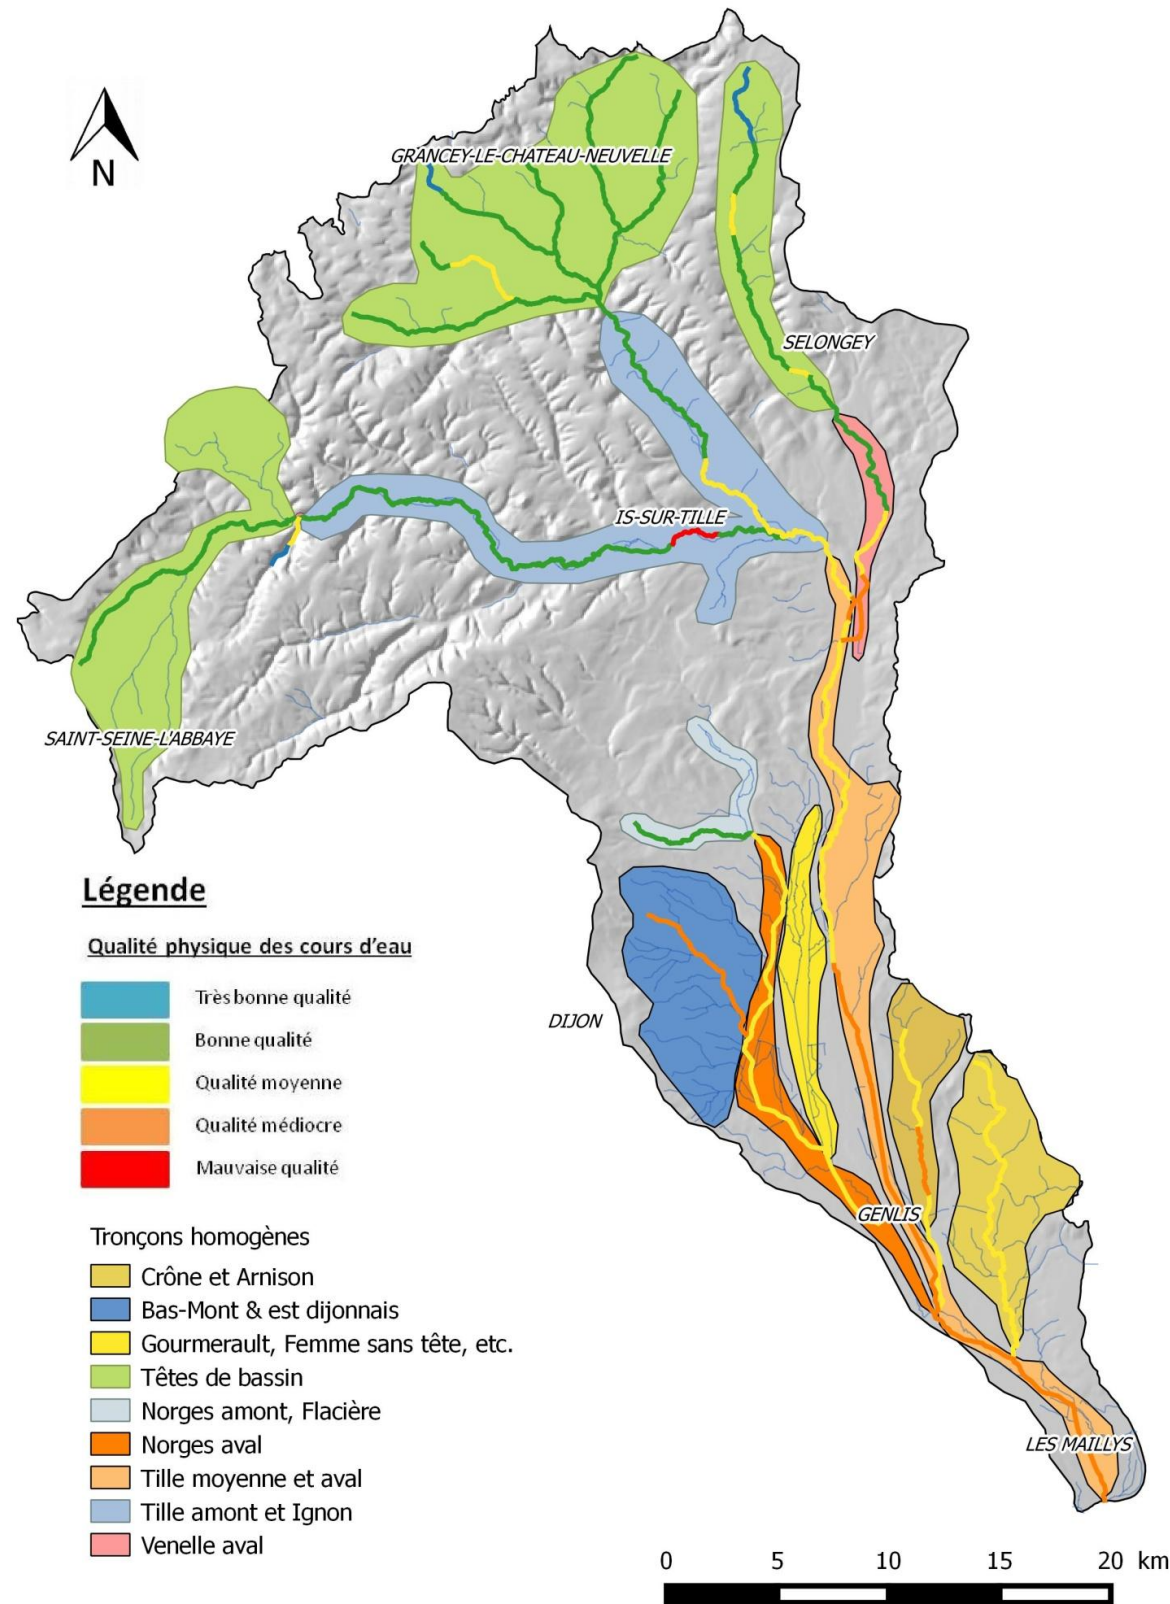 N
GRANCEY-LE-CHATEAU-NEUVELLE
SELONGEY
IS-SUR-TILLE
SAINT-SEINE-L'ABBAYE
DIJON
GENLIS
LES MAILLYS
Légende
Qualité physique des cours d'eau
Très bonne qualité
Bonne qualité
Qualité moyenne
Qualité médiocre
Mauvaise qualité
Tronçons homogènes
Crône et Arnison
Bas-Mont & est dijonnais
Gourmerault, Femme sans tête, etc.
Têtes de bassin
Norges amont, Flacière
Norges aval
Tille moyenne et aval
Tille amont et Ignon
Venelle aval
0 5 10 15 20 km